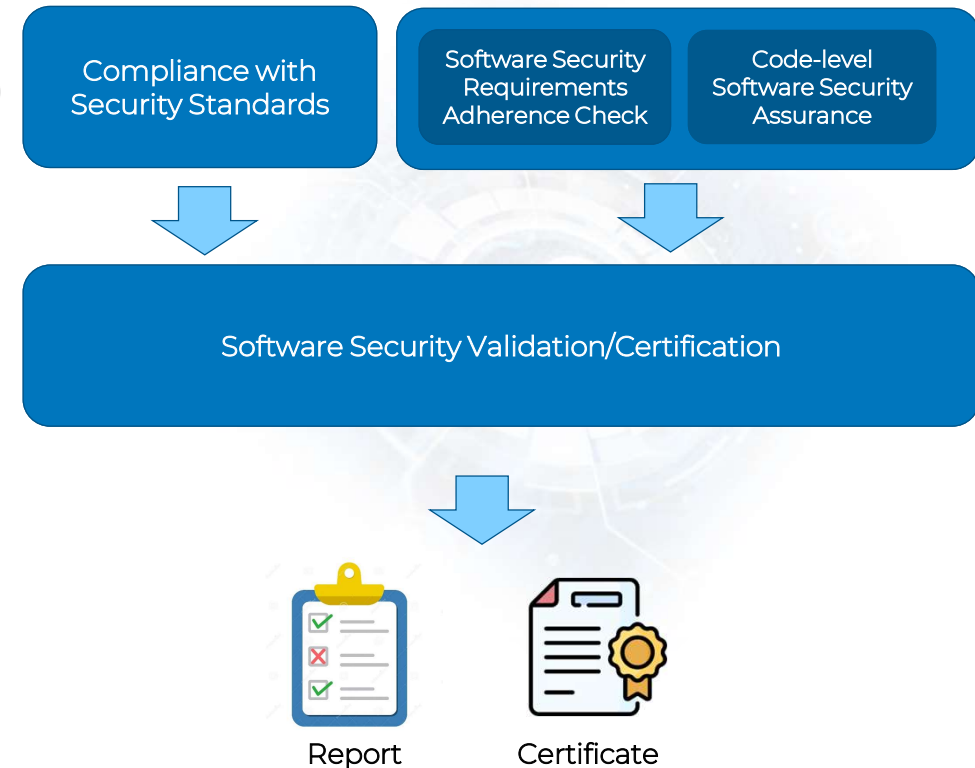 Compliance with
Security Standards
Software Security
Requirements
Adherence Check
Code-level
Software Security
Assurance
Software Security Validation/Certification
Report
Certificate